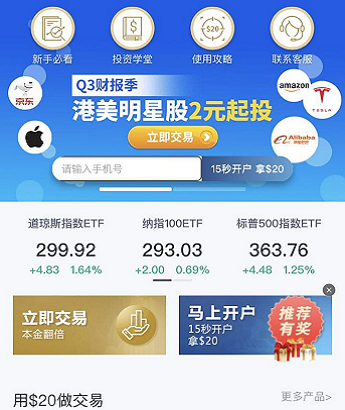 新手必看
投资学堂
$20
使用攻略
联系客服
Q3财报季
港美明星股2元起投
立即交易
京东
amazon
TESLA
Alibaba
请输入手机号
15秒开户 拿$20
道琼斯指数ETF
纳指100ETF
标普500指数ETF
299.92
293.03
363.76
+4.83 1.64%
+2.00 0.69%
+4.48 1.25%
立即交易
本金翻倍
马上开户
15秒开户
拿$20
推荐
有奖
用$20做交易
更多产品>